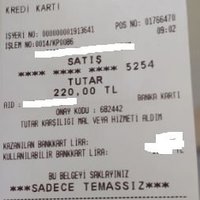 KREDİ KARTI
İŞYERİ NO: 000000001913641 POS NO: 01766470
İŞLEM NO:0014/KP0086 09:02
SATIŞ
**** **** **** 5254
TUTAR
220,00 TL
AID : BANKA KARTI
ONAY KODU : 682442
TUTAR KARŞILIĞI MAL VEYA HİZMETİ ALDIM
KAZANILAN BANKKART LİRA:
KULLANILABİLİR BANKKART LİRA:
BU BELGEYİ SAKLAYINIZ
***SADECE TEMASSIZ***